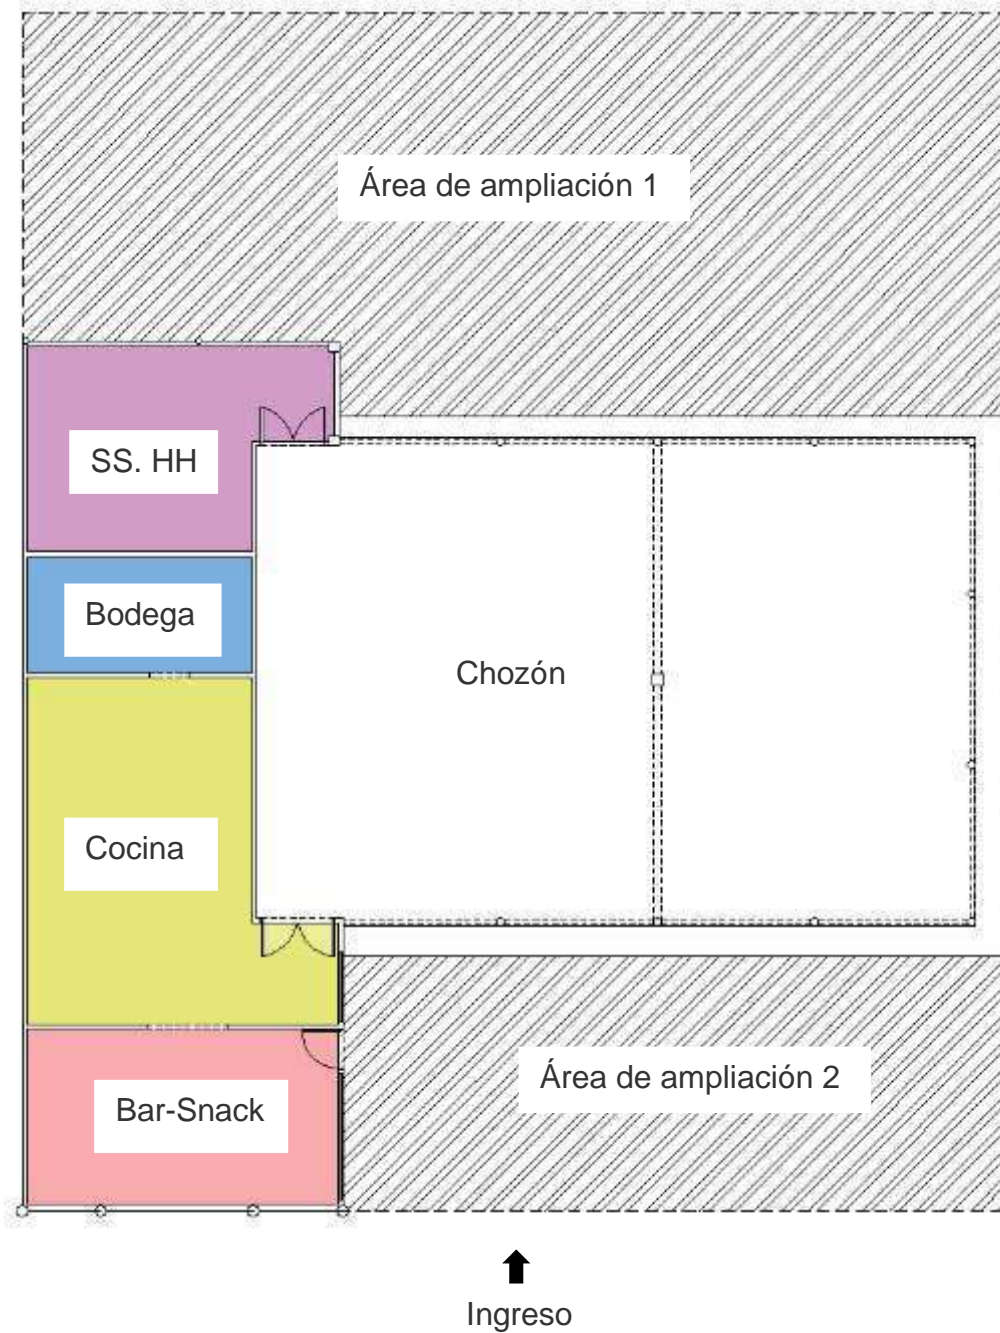 Área de ampliación 1
SS. HH
Bodega
Chozón
Cocina
Área de ampliación 2
Bar-Snack
Ingreso